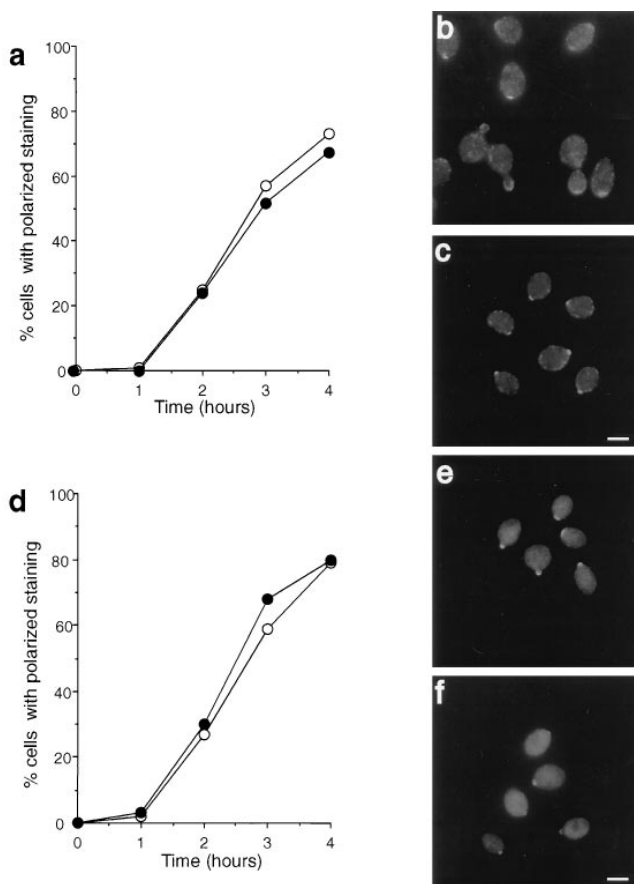 a
% cells with polarized staining
100
80
60
40
20
0
0 1 2 3 4
Time (hours)
b
c
d
% cells with polarized staining
100
80
60
40
20
0
0 1 2 3 4
Time (hours)
e
f